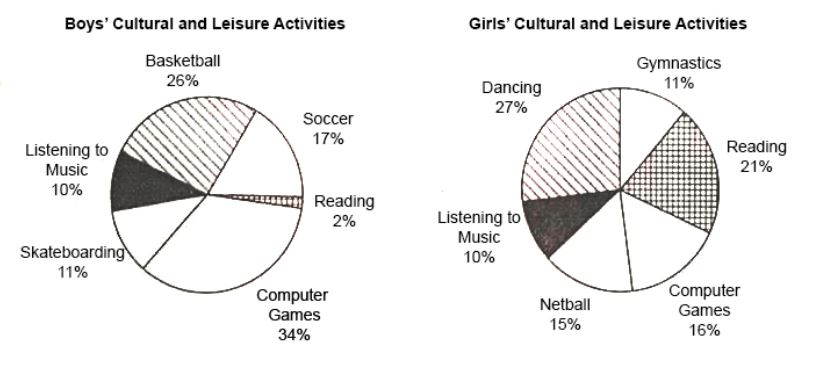 Boys' Cultural and Leisure Activities
Basketball
26%
Soccer
17%
Listening to
Music
10%
Reading
2%
Skateboarding
11%
Computer
Games
34%
Girls' Cultural and Leisure Activities
Gymnastics
11%
Dancing
27%
Reading
21%
Listening to
Music
10%
Netball
15%
Computer
Games
16%